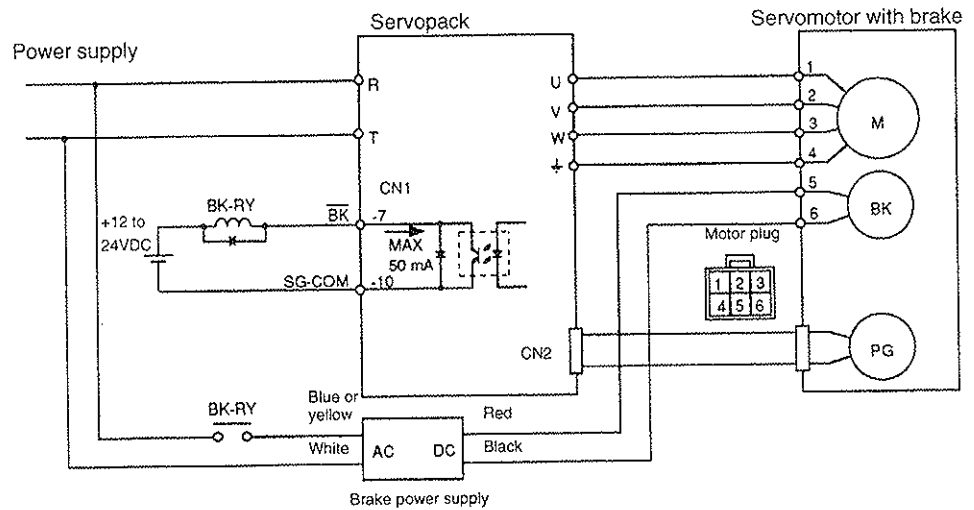 Servopack
Servomotor with brake
Power supply
R
T
U
V
W
1
2
3
4
M
CN1
BK-RY
BK
-7
+12 to
24VDC
MAX
50 mA
SG-COM
-10
5
6
BK
Motor plug
1 2 3
4 5 6
CN2
PG
BK-RY
Blue or
yellow
White
AC DC
Red
Black
Brake power supply